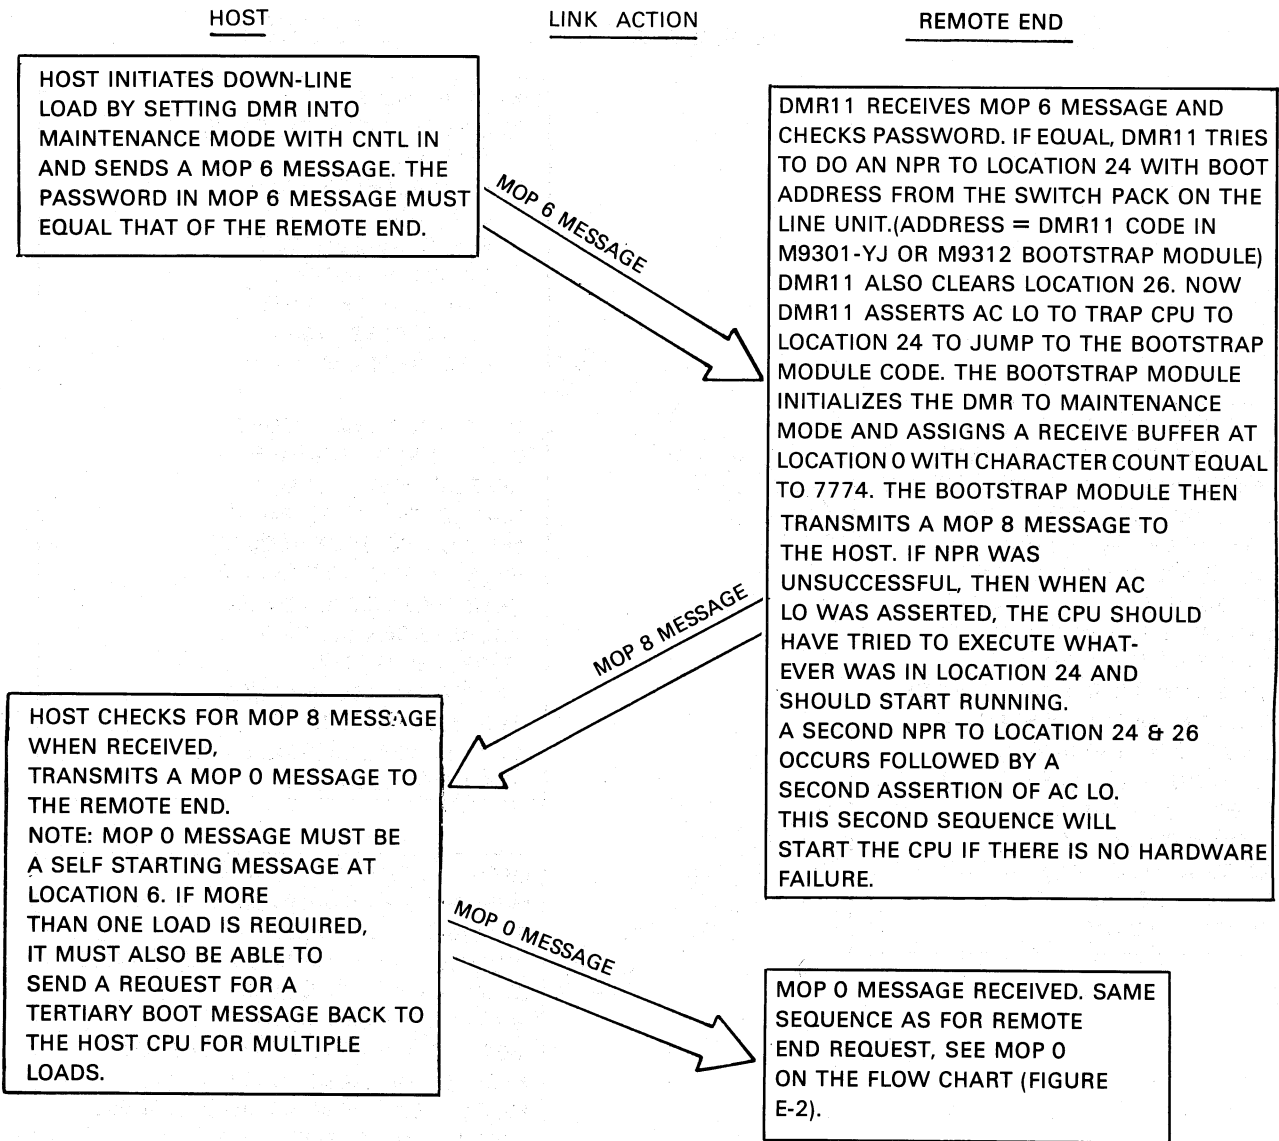 HOST
LINK ACTION
REMOTE END
HOST INITIATES DOWN-LINE
LOAD BY SETTING DMR INTO
MAINTENANCE MODE WITH CNTL IN
AND SENDS A MOP 6 MESSAGE. THE
PASSWORD IN MOP 6 MESSAGE MUST
EQUAL THAT OF THE REMOTE END.
MOP 6 MESSAGE
DMR11 RECEIVES MOP 6 MESSAGE AND
CHECKS PASSWORD. IF EQUAL, DMR11 TRIES
TO DO AN NPR TO LOCATION 24 WITH BOOT
ADDRESS FROM THE SWITCH PACK ON THE
LINE UNIT.(ADDRESS = DMR11 CODE IN
M9301-YJ OR M9312 BOOTSTRAP MODULE)
DMR11 ALSO CLEARS LOCATION 26. NOW
DMR11 ASSERTS AC LO TO TRAP CPU TO
LOCATION 24 TO JUMP TO THE BOOTSTRAP
MODULE CODE. THE BOOTSTRAP MODULE
INITIALIZES THE DMR TO MAINTENANCE
MODE AND ASSIGNS A RECEIVE BUFFER AT
LOCATION 0 WITH CHARACTER COUNT EQUAL
TO 7774. THE BOOTSTRAP MODULE THEN
TRANSMITS A MOP 8 MESSAGE TO
THE HOST. IF NPR WAS
UNSUCCESSFUL, THEN WHEN AC
LO WAS ASSERTED, THE CPU SHOULD
HAVE TRIED TO EXECUTE WHAT-
EVER WAS IN LOCATION 24 AND
SHOULD START RUNNING.
A SECOND NPR TO LOCATION 24 & 26
OCCURS FOLLOWED BY A
SECOND ASSERTION OF AC LO.
THIS SECOND SEQUENCE WILL
START THE CPU IF THERE IS NO HARDWARE
FAILURE.
MOP 8 MESSAGE
HOST CHECKS FOR MOP 8 MESSAGE
WHEN RECEIVED,
TRANSMITS A MOP 0 MESSAGE TO
THE REMOTE END.
NOTE: MOP 0 MESSAGE MUST BE
A SELF STARTING MESSAGE AT
LOCATION 6. IF MORE
THAN ONE LOAD IS REQUIRED,
IT MUST ALSO BE ABLE TO
SEND A REQUEST FOR A
TERTIARY BOOT MESSAGE BACK TO
THE HOST CPU FOR MULTIPLE
LOADS.
MOP 0 MESSAGE
MOP 0 MESSAGE RECEIVED. SAME
SEQUENCE AS FOR REMOTE
END REQUEST, SEE MOP 0
ON THE FLOW CHART (FIGURE
E-2).